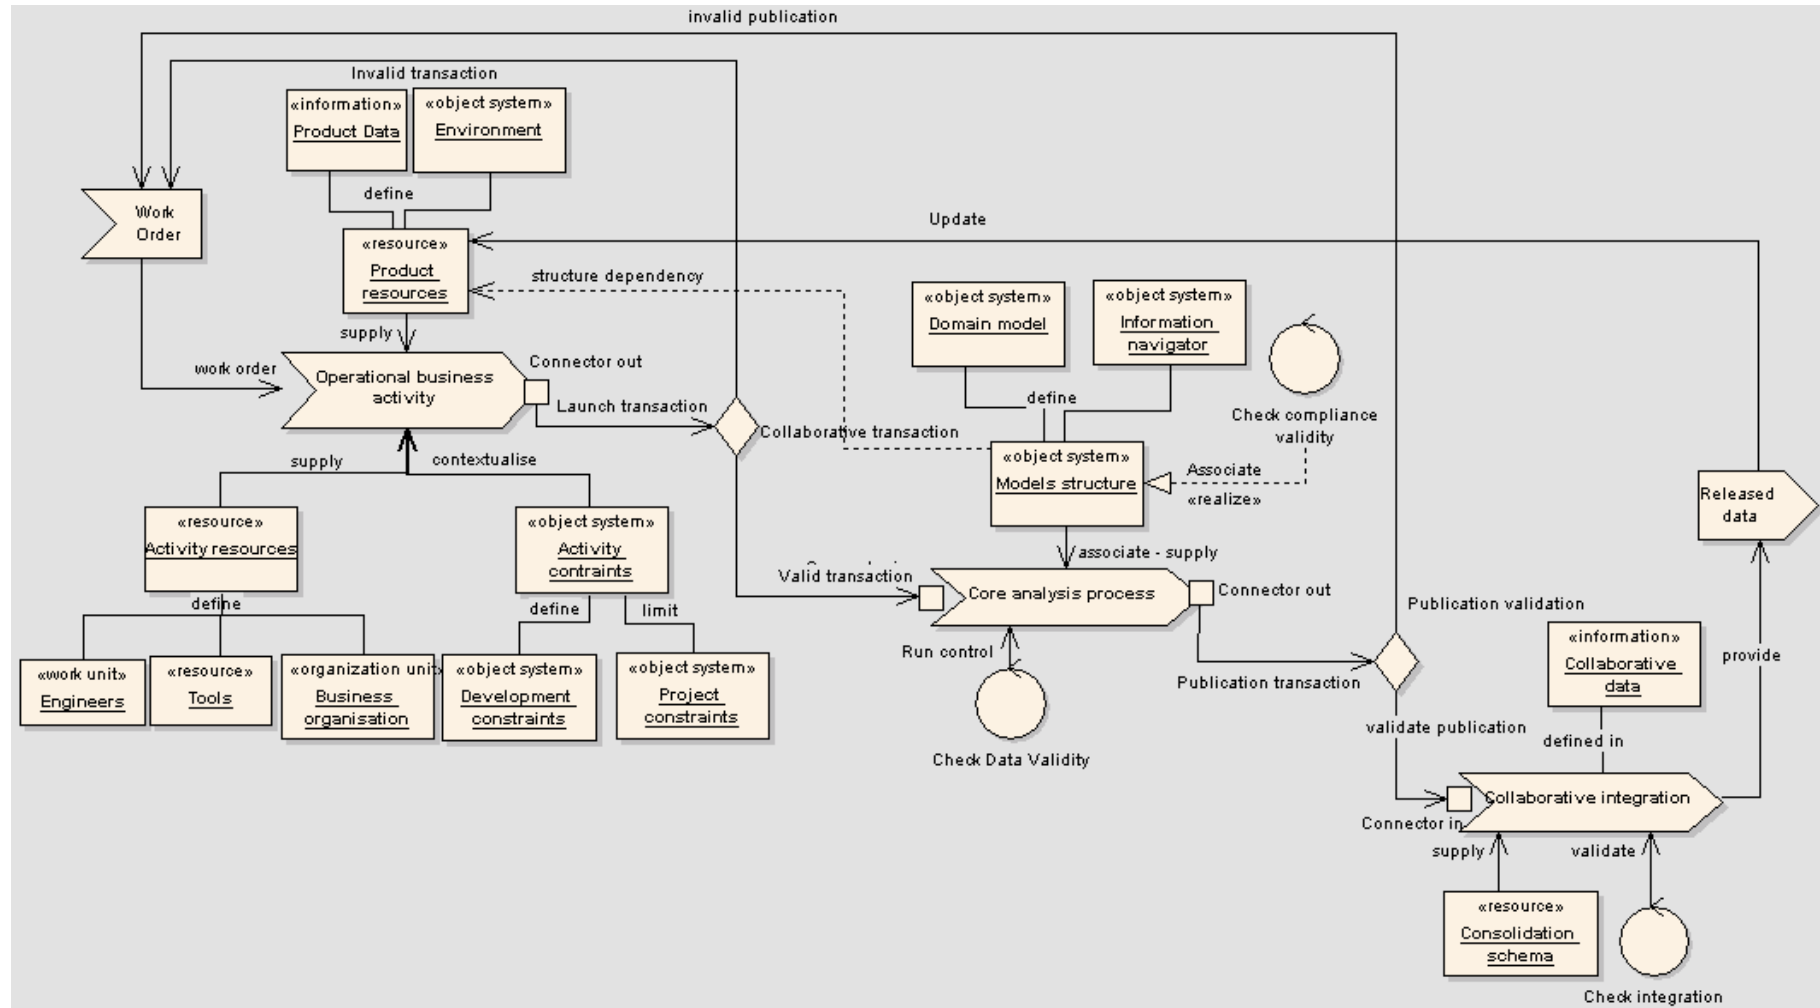 invalid publication
Invalid transaction
«information»
Product Data
«object system»
Environment
define
Work
Order
«resource»
Product
resources
Update
structure dependency
supply
work order
Operational business
activity
Connector out
Launch transaction
Collaborative transaction
supply
contextualise
«resource»
Activity resources
define
«work unit»
Engineers
«resource»
Tools
«organization unit»
Business
organisation
«object system»
Activity
contraints
define
limit
«object system»
Development
constraints
«object system»
Project
constraints
«object system»
Domain model
«object system»
Information
navigator
define
Check compliance
validity
«object system»
Models structure
Associate
«realize»
associate - supply
Valid transaction
Core analysis process
Connector out
Run control
Check Data Validity
Publication transaction
Publication validation
validate publication
«information»
Collaborative
data
defined in
Released
data
provide
Collaborative integration
Connector in
supply
validate
«resource»
Consolidation
schema
Check integration